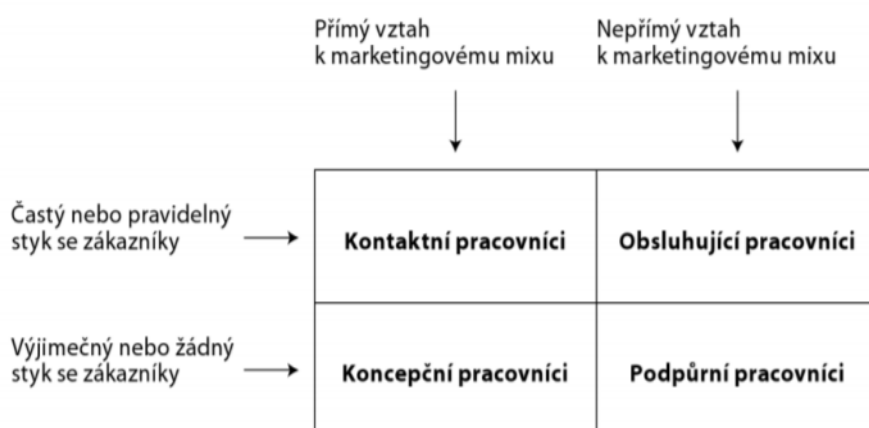 Přímý vztah
k marketingovému mixu
Nepřímý vztah
k marketingovému mixu
Častý nebo pravidelný
styk se zákazníky
Kontaktní pracovníci
Obsluhující pracovníci
Výjimečný nebo žádný
styk se zákazníky
Koncepční pracovníci
Podpůrní pracovníci